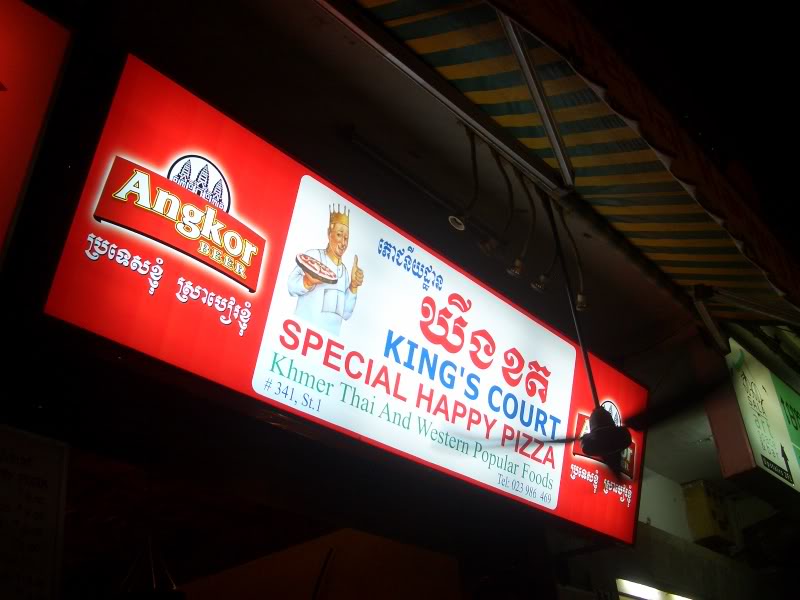 Angkor
BEER
ប្រទេសខ្ញុំ ស្រាបៀរខ្ញុំ
ភោជនីយដ្ឋាន
ឃីង ខត
KING'S COURT
SPECIAL HAPPY PIZZA
Khmer Thai And Western Popular Foods
# 341, St.1
Tel: 023 986 469
ប្រទេសខ្ញុំ ស្រាបៀរខ្ញុំ